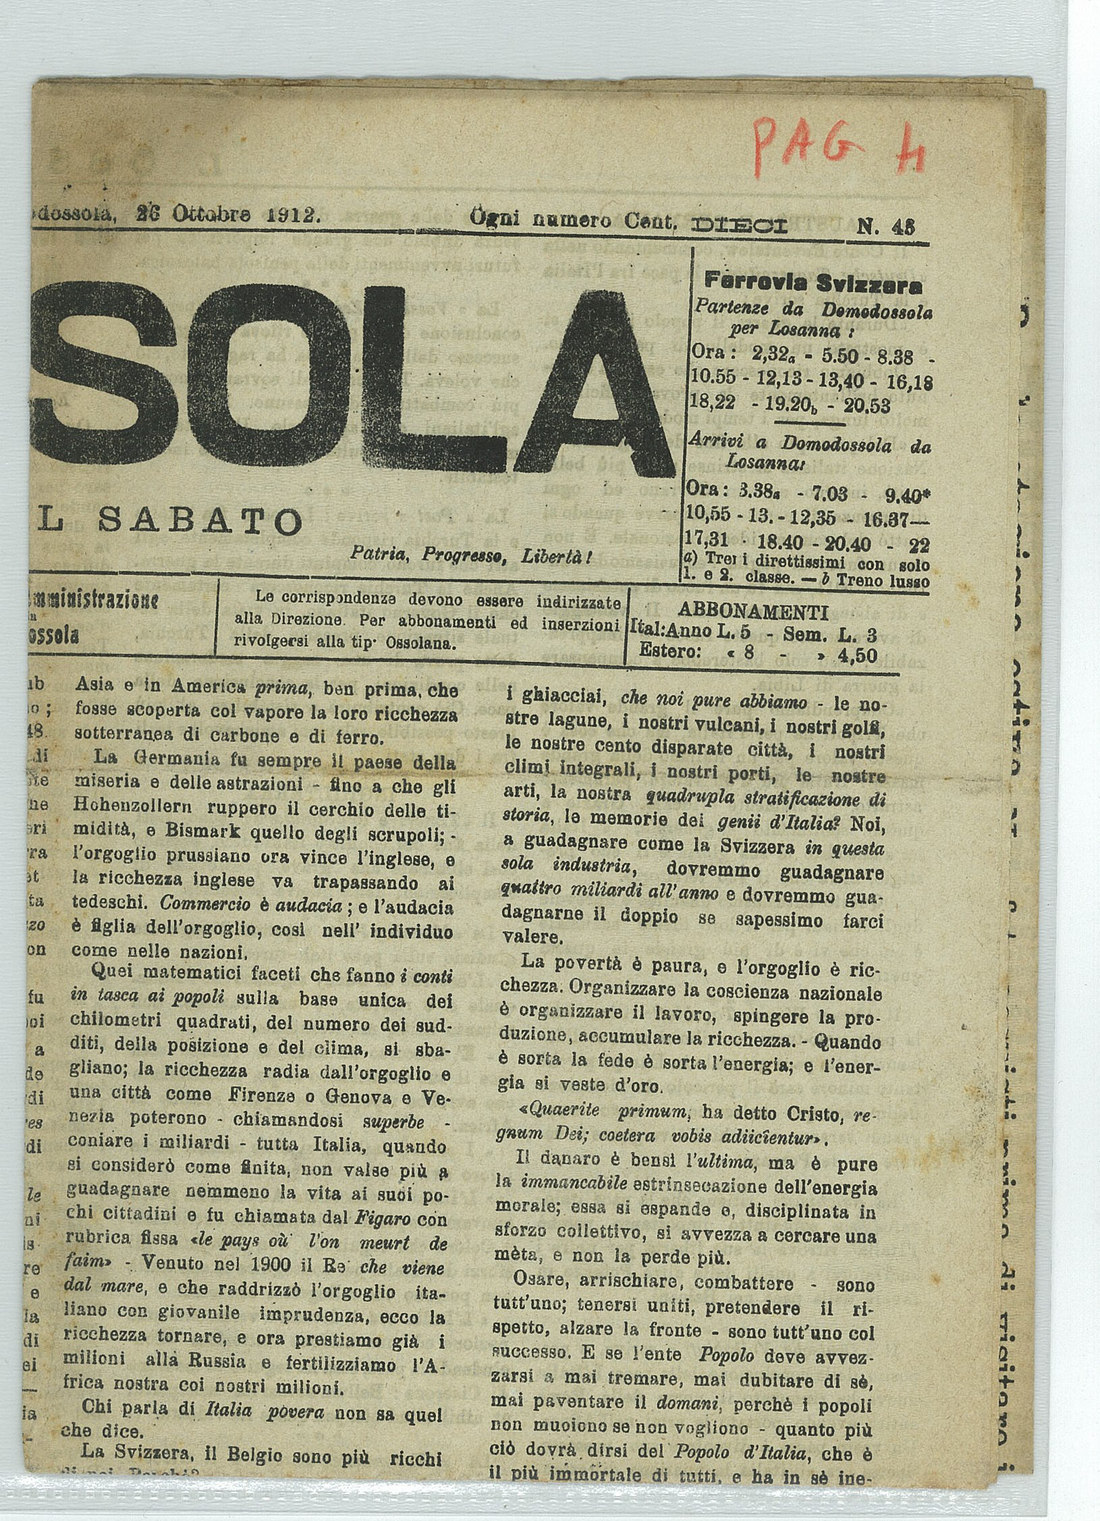 PAG 4
dossola, 26 Ottobre 1912.
Ogni numero Cent. DIECI
N. 43
SOLA
L SABATO
Patria, Progresso, Libertà!
Ferrovia Svizzera
Partenze da Domodossola
per Losanna :
Ora : 2,32a - 5.50 - 8.38 -
10.55 - 12,13 - 13,40 - 16,18
18,22 - 19.20b - 20.53
Arrivi a Domodossola da
Losanna:
Ora: 3.38a - 7.03 - 9.40*
10,55 - 13. - 12,35 - 16.37—
17,31 - 18.40 - 20.40 - 22
a) Treni direttissimi con solo
1. e 2. classe. — b Treno lusso
mministrazione
ossola
Le corrispondenze devono essere indirizzate
alla Direzione. Per abbonamenti ed inserzioni
rivolgersi alla tip. Ossolana.
ABBONAMENTI
Ital: Anno L. 5 - Sem. L. 3
Estero: « 8 - » 4,50
Asia e in America prima, ben prima, che
fosse scoperta col vapore la loro ricchezza
sotterranea di carbone e di ferro.
La Germania fu sempre il paese della
miseria e delle astrazioni - fino a che gli
Hohenzollern ruppero il cerchio delle ti-
midità, e Bismark quello degli scrupoli; -
l'orgoglio prussiano ora vince l'inglese, e
la ricchezza inglese va trapassando ai
tedeschi. Commercio è audacia ; e l'audacia
è figlia dell'orgoglio, così nell' individuo
come nelle nazioni.
Quei matematici faceti che fanno i conti
in tasca ai popoli sulla base unica dei
chilometri quadrati, del numero dei sud-
diti, della posizione e del clima, si sba-
gliano; la ricchezza radia dall'orgoglio e
una città come Firenze o Genova e Ve-
nezia poterono - chiamandosi superbe -
coniare i miliardi - tutta Italia, quando
si considerò come finita, non valse più a
guadagnare nemmeno la vita ai suoi po-
chi cittadini e fu chiamata dal Figaro con
rubrica fissa «le pays où l'on meurt de
faim» - Venuto nel 1900 il Re che viene
dal mare, e che raddrizzò l'orgoglio ita-
liano con giovanile imprudenza, ecco la
ricchezza tornare, e ora prestiamo già i
milioni alla Russia e fertilizziamo l'A-
frica nostra coi nostri milioni.
Chi parla di Italia povera non sa quel
che dice.
La Svizzera, il Belgio sono più ricchi
di noi. Perchè?
i ghiacciai, che noi pure abbiamo - le no-
stre lagune, i nostri vulcani, i nostri golfi,
le nostre cento disparate città, i nostri
climi integrali, i nostri porti, le nostre
arti, la nostra quadrupla stratificazione di
storia, le memorie dei genii d'Italia? Noi,
a guadagnare come la Svizzera in questa
sola industria, dovremmo guadagnare
quattro miliardi all'anno e dovremmo gua-
dagnarne il doppio se sapessimo farci
valere.
La povertà è paura, e l'orgoglio è ric-
chezza. Organizzare la coscienza nazionale
è organizzare il lavoro, spingere la pro-
duzione, accumulare la ricchezza. - Quando
è sorta la fede è sorta l'energia; e l'ener-
gia si veste d'oro.
«Quaerite primum, ha detto Cristo, re-
gnum Dei; coetera vobis adiicientur».
Il danaro è bensì l'ultima, ma è pure
la immancabile estrinsecazione dell'energia
morale; essa si espande e, disciplinata in
sforzo collettivo, si avvezza a cercare una
mèta, e non la perde più.
Osare, arrischiare, combattere - sono
tutt'uno; tenersi uniti, pretendere il ri-
spetto, alzare la fronte - sono tutt'uno col
successo. E se l'ente Popolo deve avvez-
zarsi a mai tremare, mai dubitare di sè,
mai paventare il domani, perchè i popoli
non muoiono se non vogliono - quanto più
ciò dovrà dirsi del Popolo d'Italia, che è
il più immortale di tutti, e ha in sè ine-